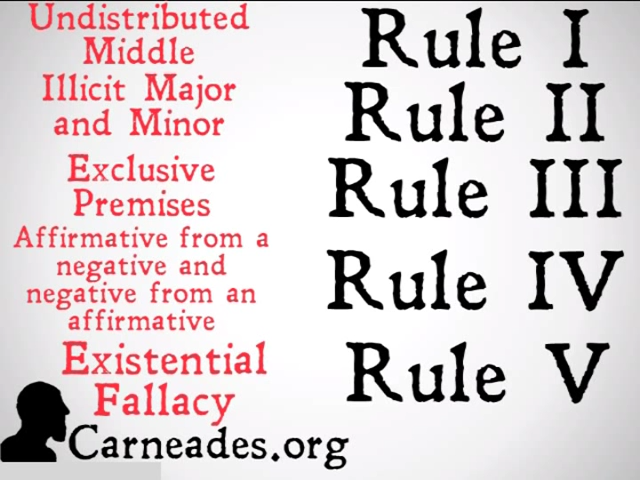 Undistributed
Middle
Rule I
Illicit Major
and Minor
Rule II
Exclusive
Premises
Rule III
Affirmative from a
negative and
negative from an
affirmative
Rule IV
Existential
Fallacy
Rule V
Carneades.org